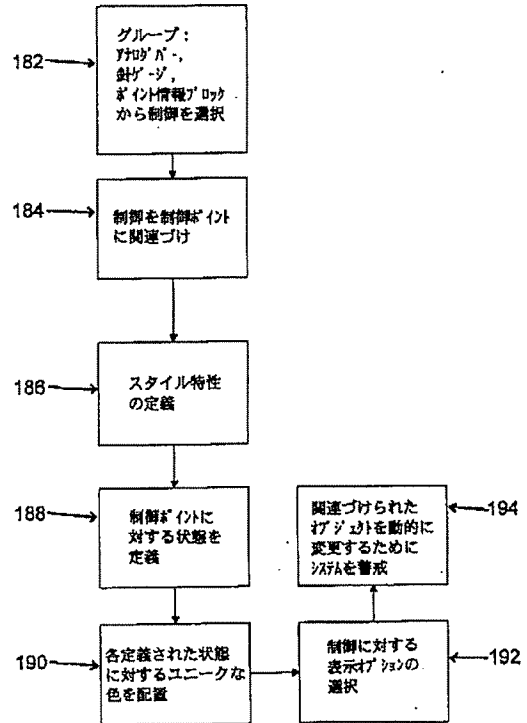 182
グループ:
ｱﾅﾛｸﾞﾊﾞｰ,
針ｹﾞｰｼﾞ,
ﾎﾟｲﾝﾄ情報ﾌﾞﾛｯｸ
から制御を選択
184
制御を制御ﾎﾟｲﾝﾄ
に関連づけ
186
スタイル特性
の定義
188
制御ﾎﾟｲﾝﾄに
対する状態を
定義
190
各定義された状態
に対するユニークな
色を配置
192
制御に対する
表示ｵﾌﾟｼｮﾝの
選択
194
関連づけられた
ｵﾌﾞｼﾞｪｸﾄを動的に
変更するために
ｼｽﾃﾑを警戒